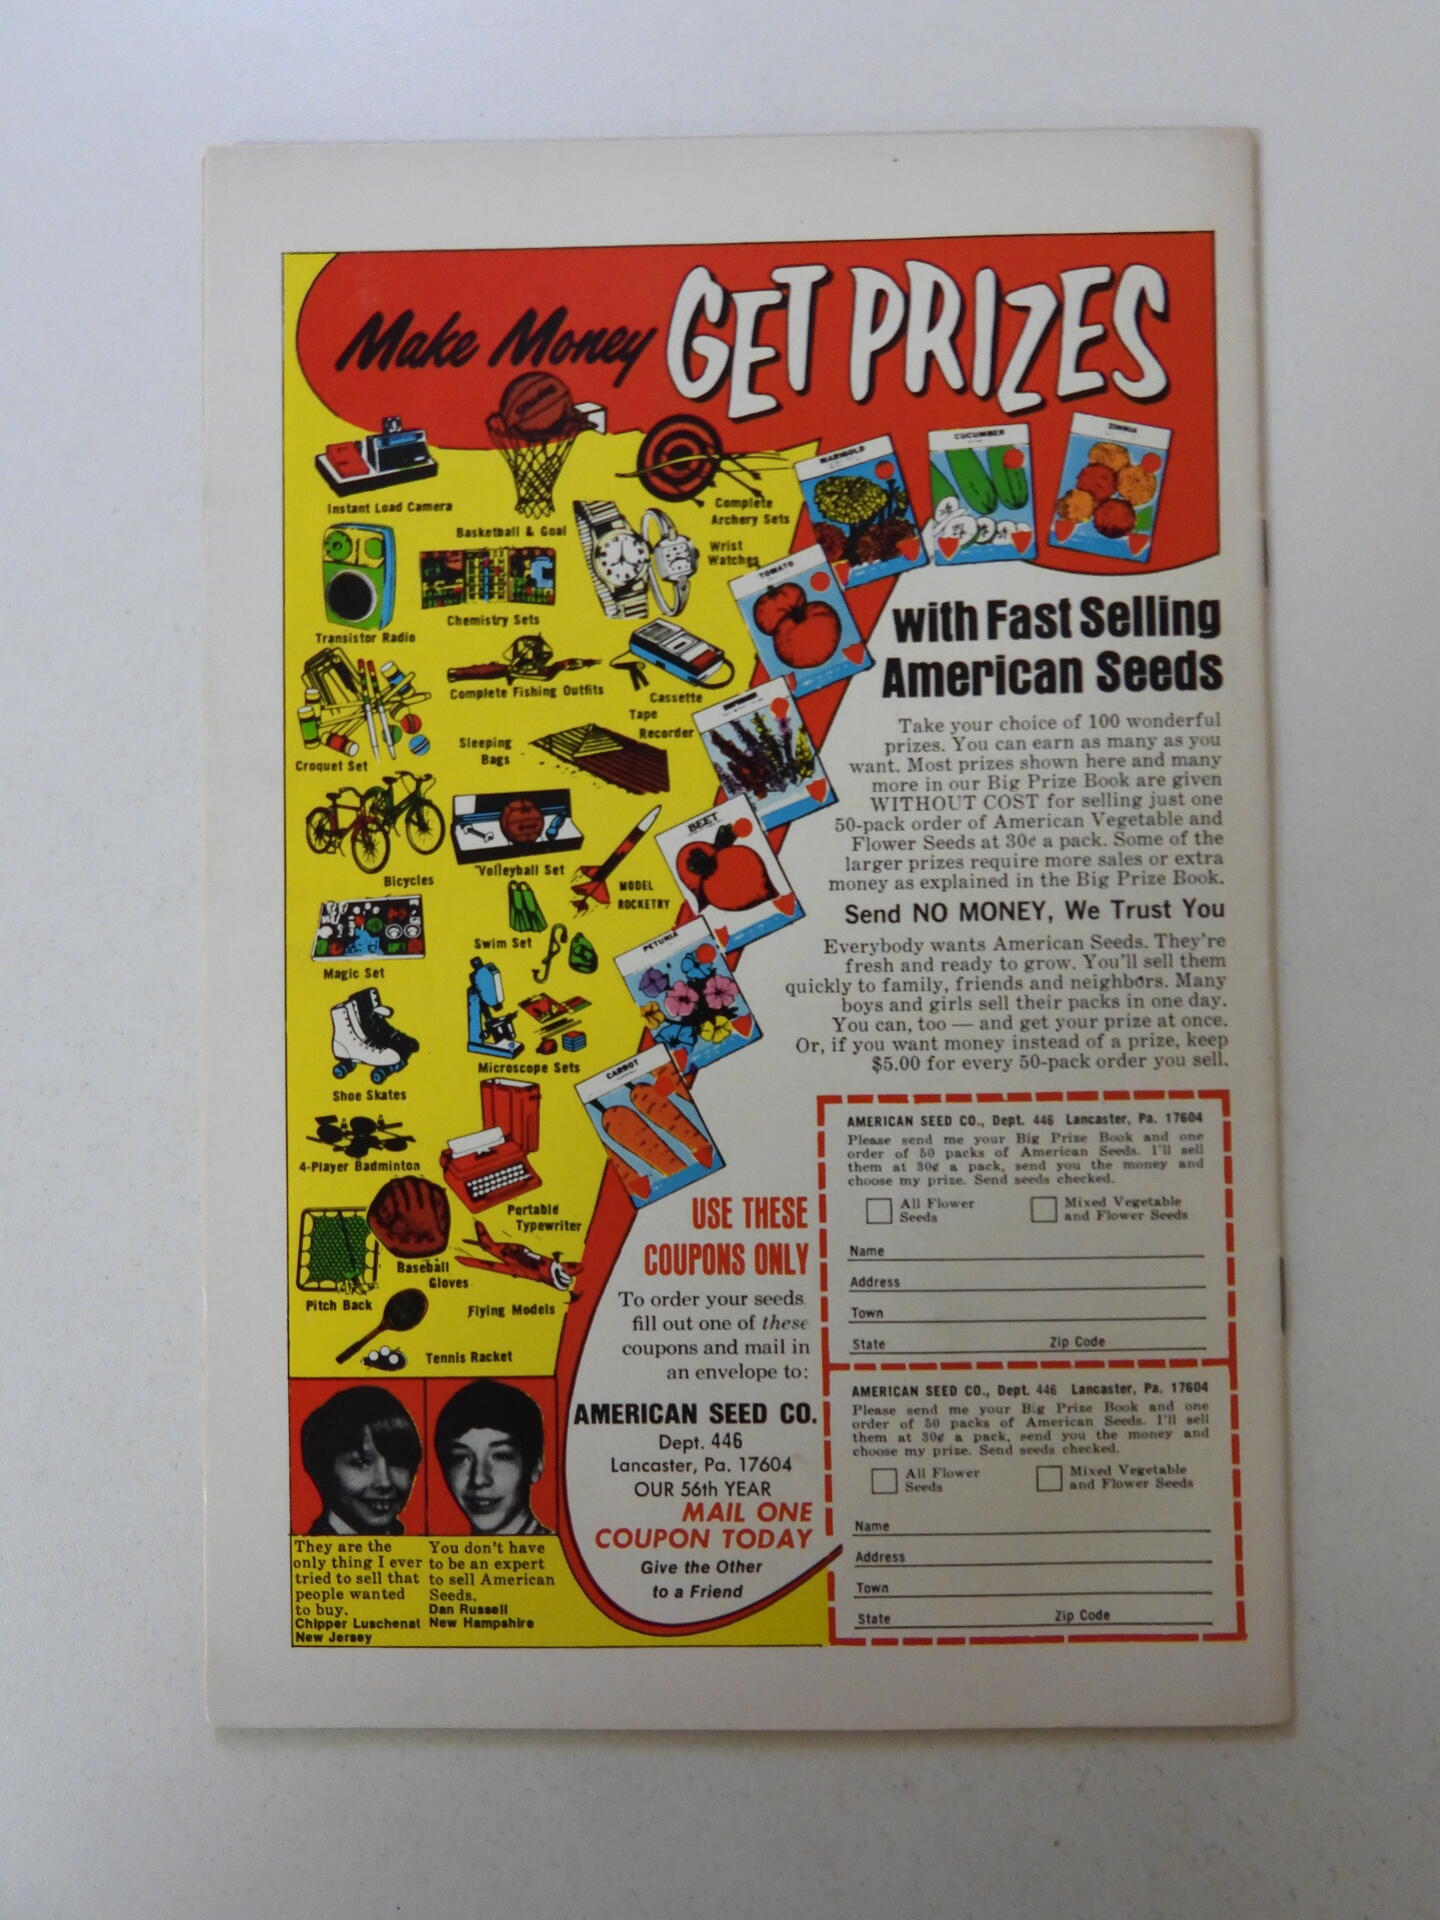 Make Money GET PRIZES
Instant Load Camera
Basketball & Goal
Complete
Archery Sets
Wrist
Watches
Transistor Radio
Chemistry Sets
Complete Fishing Outfits
Cassette
Tape
Recorder
Croquet Set
Sleeping
Bags
Bicycles
Volleyball Set
MODEL
ROCKETRY
Magic Set
Swim Set
Shoe Skates
Microscope Sets
4-Player Badminton
Portable
Typewriter
Pitch Back
Baseball
Gloves
Flying Models
Tennis Racket
MARIGOLD
CUCUMBER
ZINNIA
TOMATO
BEET
PETUNIA
CARROT
with Fast Selling
American Seeds
Take your choice of 100 wonderful
prizes. You can earn as many as you
want. Most prizes shown here and many
more in our Big Prize Book are given
WITHOUT COST for selling just one
50-pack order of American Vegetable and
Flower Seeds at 30¢ a pack. Some of the
larger prizes require more sales or extra
money as explained in the Big Prize Book.
Send NO MONEY, We Trust You
Everybody wants American Seeds. They're
fresh and ready to grow. You'll sell them
quickly to family, friends and neighbors. Many
boys and girls sell their packs in one day.
You can, too — and get your prize at once.
Or, if you want money instead of a prize, keep
$5.00 for every 50-pack order you sell.
USE THESE
COUPONS ONLY
To order your seeds
fill out one of these
coupons and mail in
an envelope to:
AMERICAN SEED CO.
Dept. 446
Lancaster, Pa. 17604
OUR 56th YEAR
MAIL ONE
COUPON TODAY
Give the Other
to a Friend
AMERICAN SEED CO., Dept. 446 Lancaster, Pa. 17604
Please send me your Big Prize Book and one
order of 50 packs of American Seeds. I'll sell
them at 30¢ a pack, send you the money and
choose my prize. Send seeds checked.
All Flower
Seeds
Mixed Vegetable
and Flower Seeds
Name
Address
Town
State Zip Code
AMERICAN SEED CO., Dept. 446 Lancaster, Pa. 17604
Please send me your Big Prize Book and one
order of 50 packs of American Seeds. I'll sell
them at 30¢ a pack, send you the money and
choose my prize. Send seeds checked.
All Flower
Seeds
Mixed Vegetable
and Flower Seeds
Name
Address
Town
State Zip Code
They are the
only thing I ever
tried to sell that
people wanted
to buy.
Chipper Luschenat
New Jersey
You don't have
to be an expert
to sell American
Seeds.
Dan Russell
New Hampshire